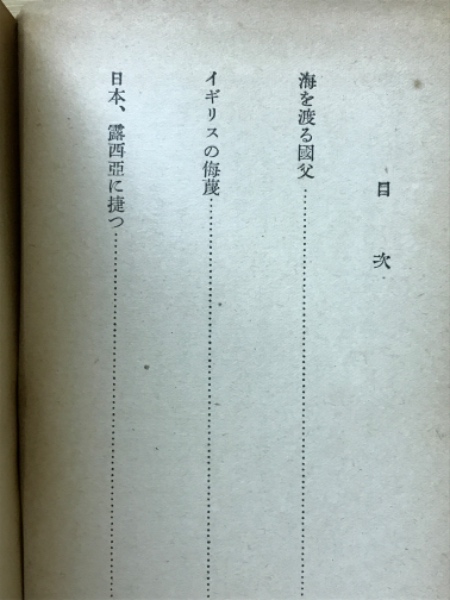 目次
海を渡る國父……………………………………
イギリスの侮蔑……………………………………
日本、露西亞に捷つ……………………………………